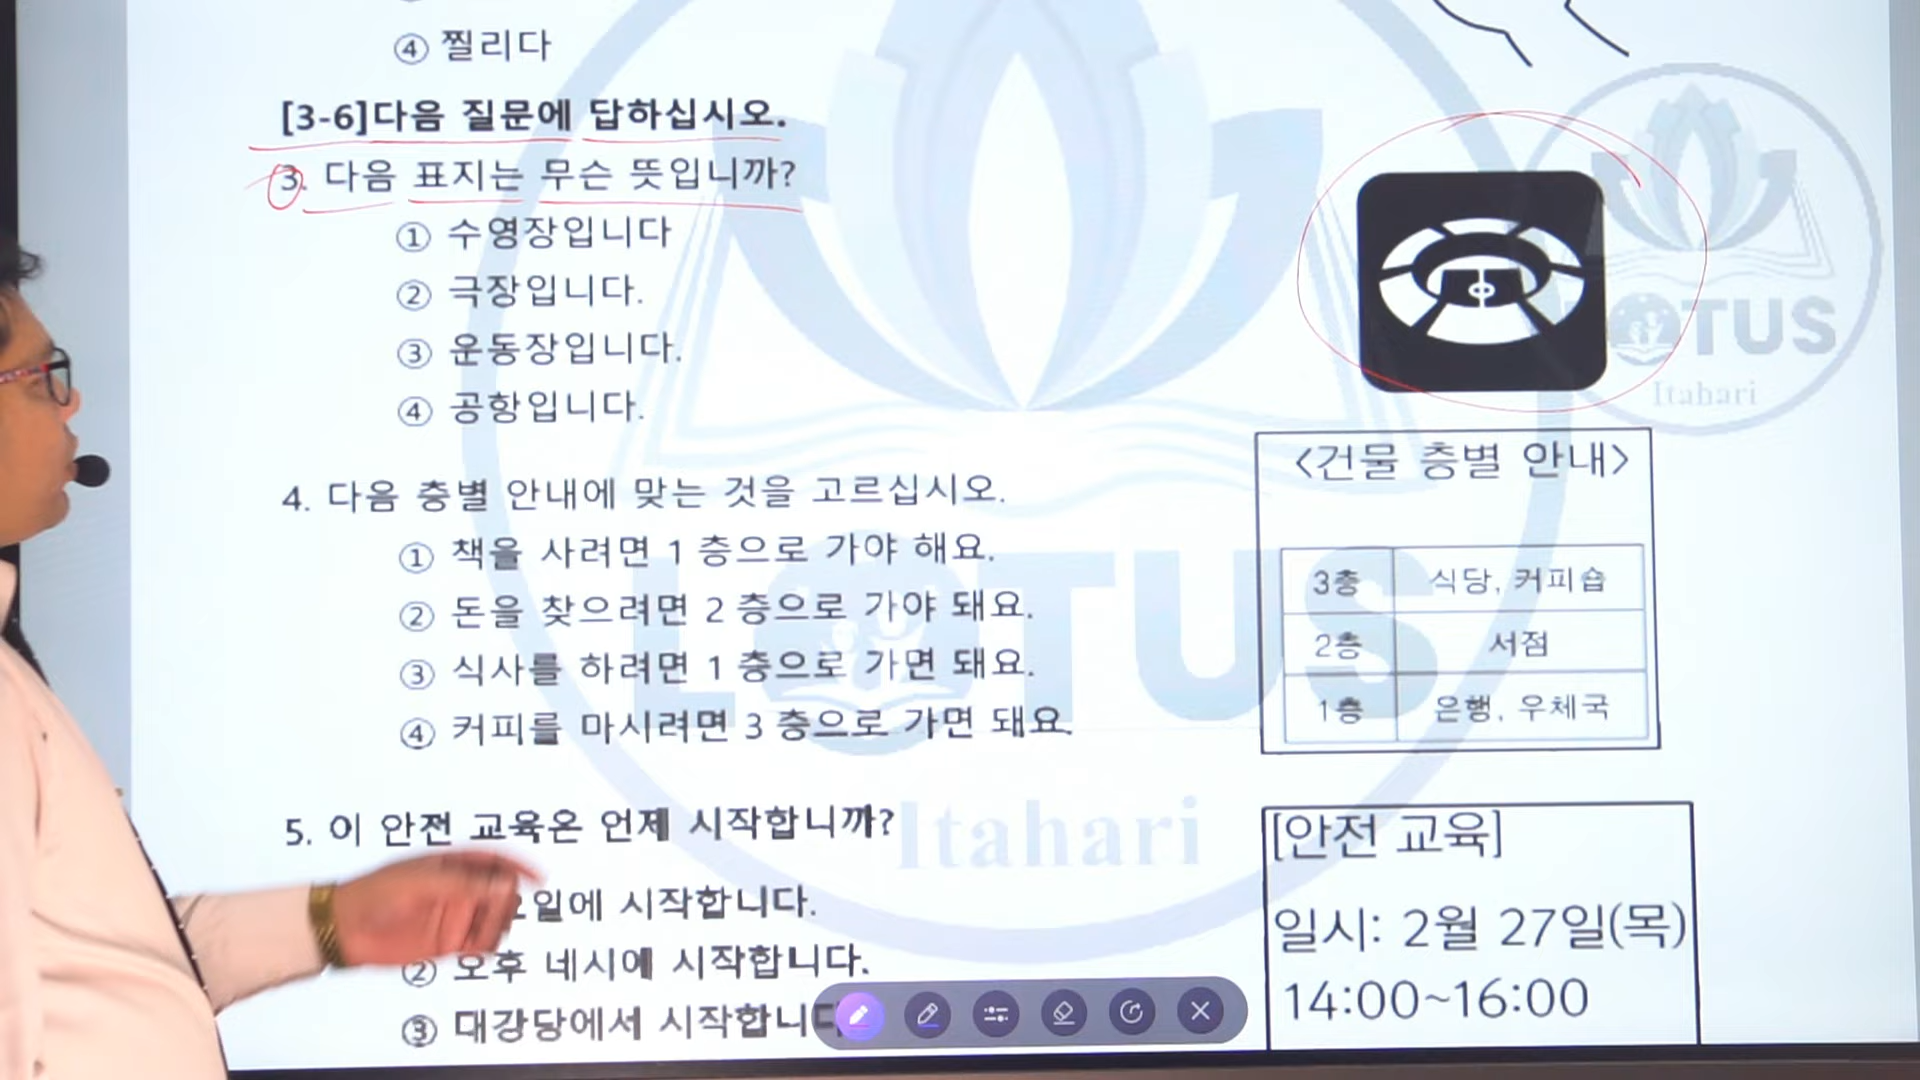 ④ 찔리다
[3-6]다음 질문에 답하십시오.
3. 다음 표지는 무슨 뜻입니까?
① 수영장입니다
② 극장입니다.
③ 운동장입니다.
④ 공항입니다.
4. 다음 층별 안내에 맞는 것을 고르십시오.
① 책을 사려면 1 층으로 가야 해요.
② 돈을 찾으려면 2 층으로 가야 돼요.
③ 식사를 하려면 1 층으로 가면 돼요.
④ 커피를 마시려면 3 층으로 가면 돼요.
<건물 층별 안내>
3층 식당, 커피숍
2층 서점
1층 은행, 우체국
5. 이 안전 교육은 언제 시작합니까?
시작합니다.
② 오후 네시에 시작합니다.
③ 대강당에서 시작합니다
[안전 교육]
일시: 2월 27일(목)
14:00~16:00
LOTUS
Itahari
LOTUS
Itahari